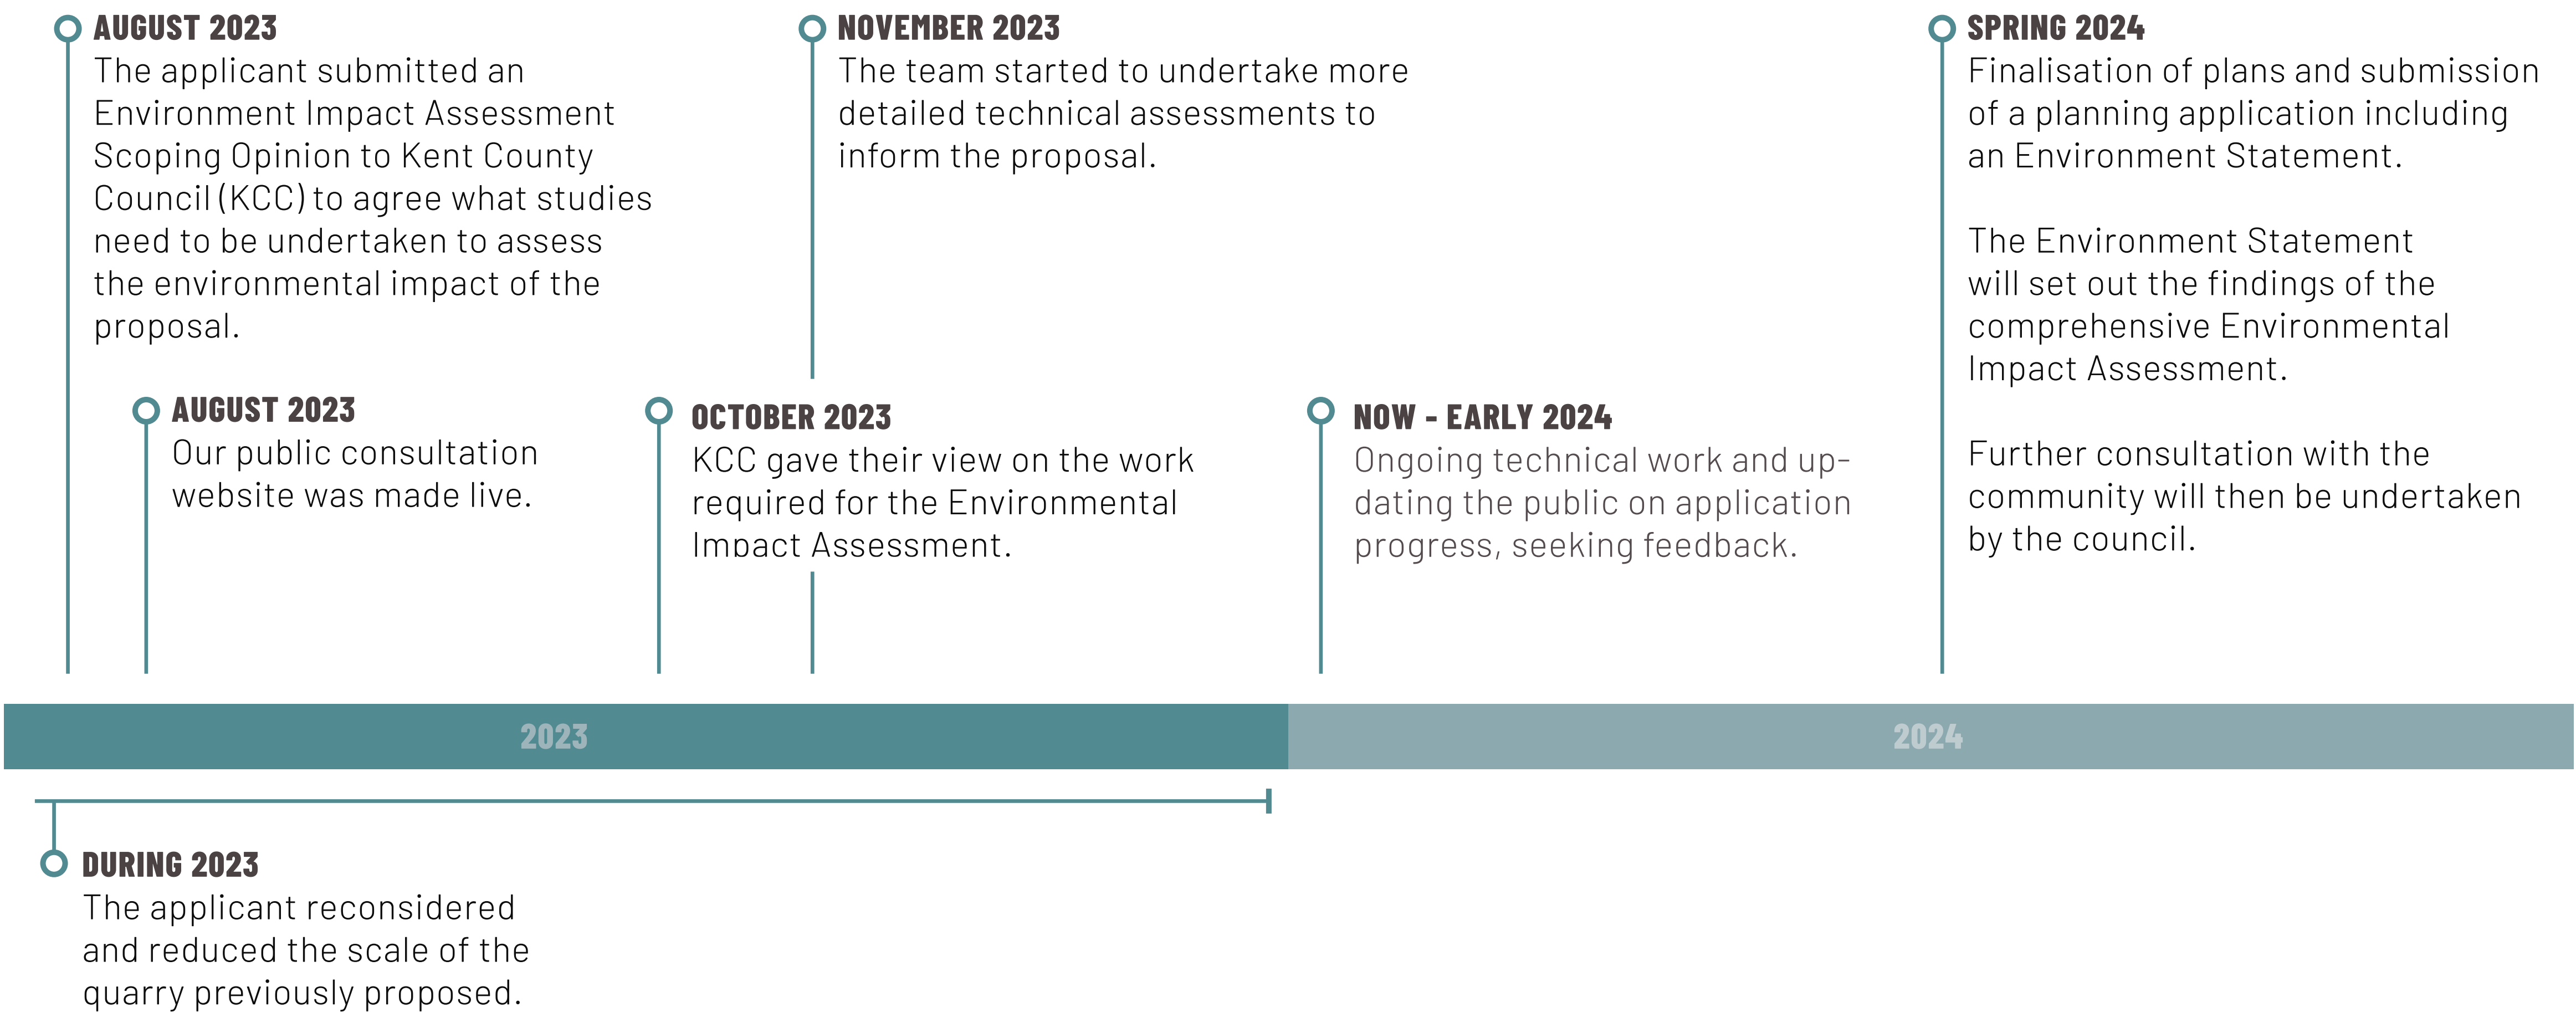 AUGUST 2023
The applicant submitted an
Environment Impact Assessment
Scoping Opinion to Kent County
Council (KCC) to agree what studies
need to be undertaken to assess
the environmental impact of the
proposal.
AUGUST 2023
Our public consultation
website was made live.
OCTOBER 2023
KCC gave their view on the work
required for the Environmental
Impact Assessment.
NOVEMBER 2023
The team started to undertake more
detailed technical assessments to
inform the proposal.
NOW - EARLY 2024
Ongoing technical work and up-
dating the public on application
progress, seeking feedback.
SPRING 2024
Finalisation of plans and submission
of a planning application including
an Environment Statement.
The Environment Statement
will set out the findings of the
comprehensive Environmental
Impact Assessment.
Further consultation with the
community will then be undertaken
by the council.
2023
2024
DURING 2023
The applicant reconsidered
and reduced the scale of the
quarry previously proposed.